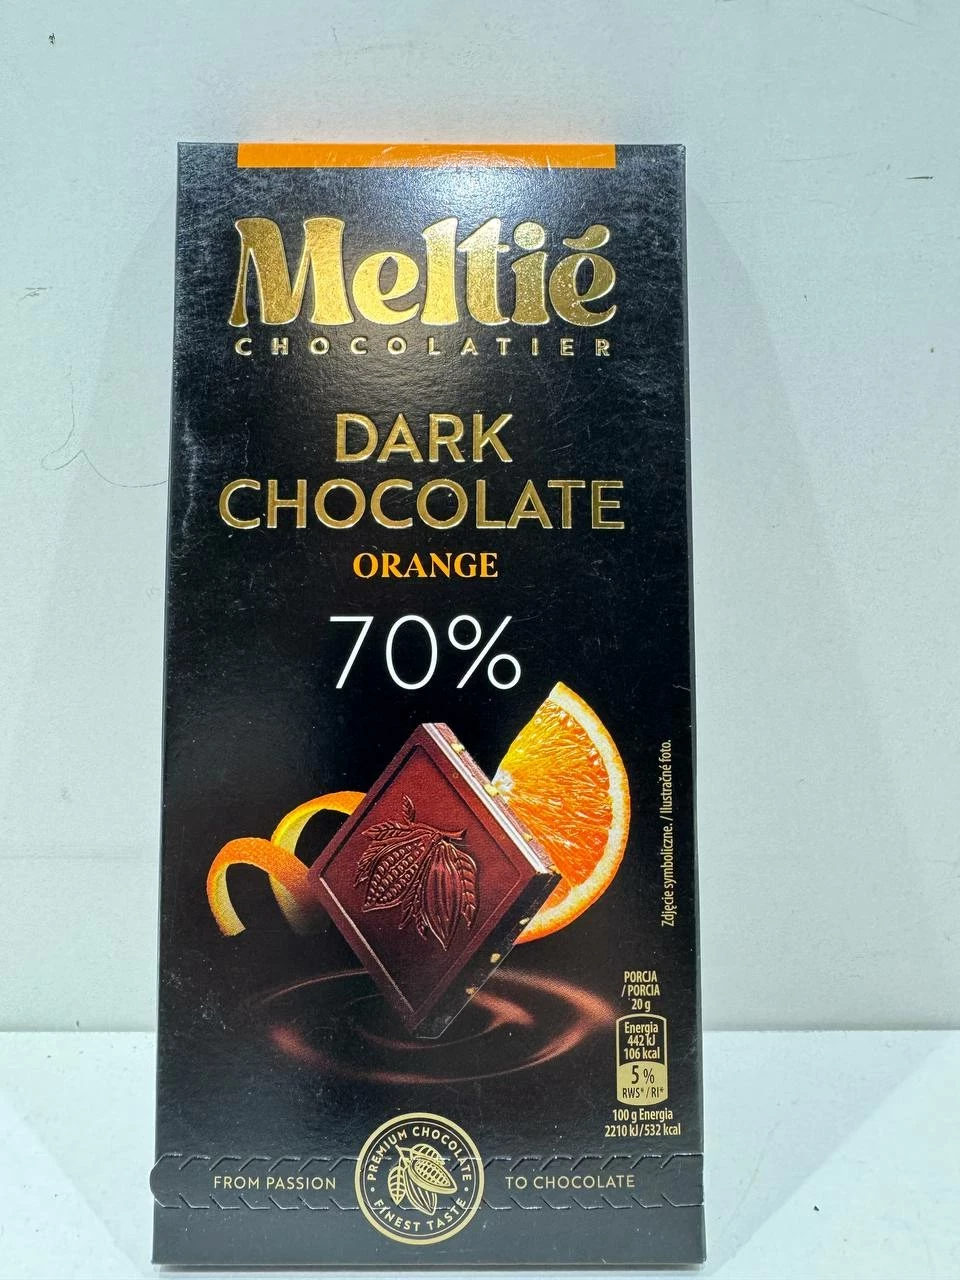 Meltié
CHOCOLATIER
DARK
CHOCOLATE
ORANGE
70%
Zdjęcie symboliczne. / Ilustračné foto.
PORCJA
/ PORCIA
20 g
Energia
442 kJ
106 kcal
5 %
RWS* / RI*
100 g Energia
2210 kJ/532 kcal
FROM PASSION
PREMIUM CHOCOLATE
FINEST TASTE
TO CHOCOLATE